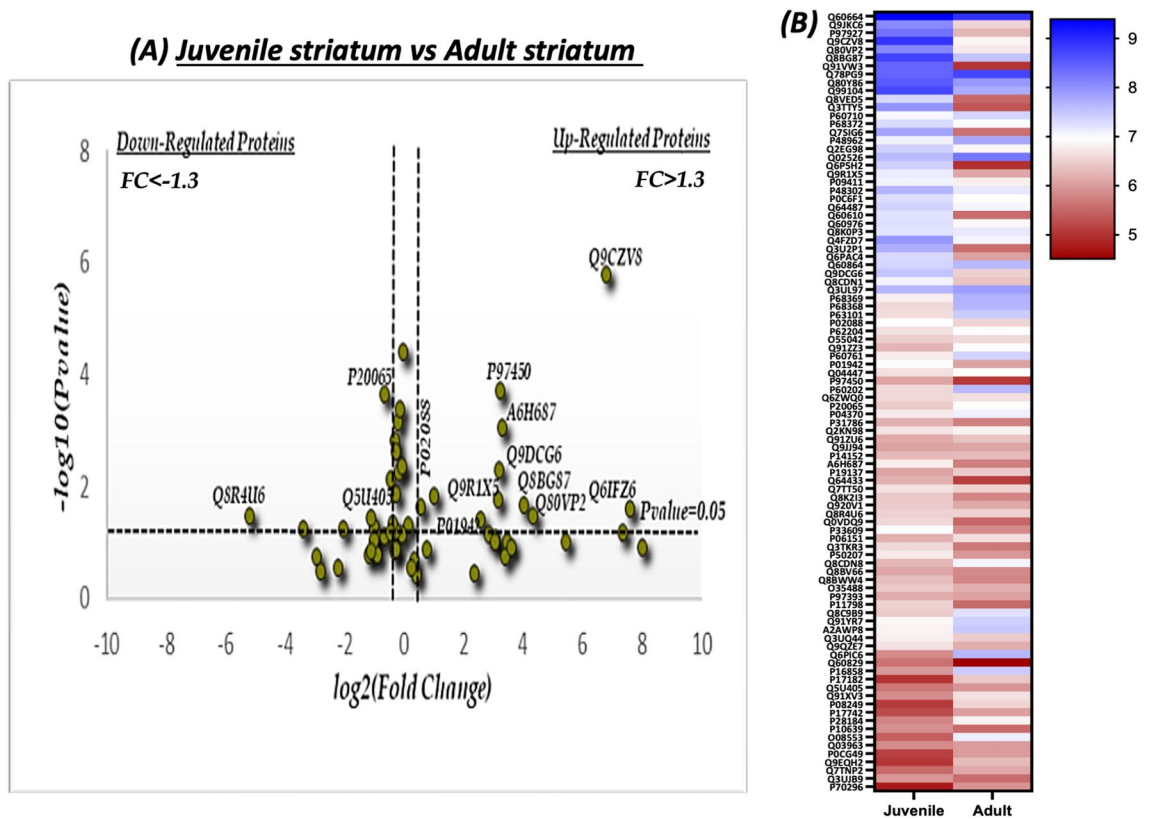 (A) Juvenile striatum vs Adult striatum
Down-Regulated Proteins
Up-Regulated Proteins
FC<-1.3
FC>1.3
-log10(Pvalue)
8
6
4
2
0
Q9CZV8
P20065
P97450
A6H687
P02088
Q9DCG6
Q8R4U6
Q5U405
Q9R1X5
Q8BG87
Q80VP2
Q6IFZ6
P01942
Pvalue=0.05
-10 -8 -6 -4 -2 0 2 4 6 8 10
log2(Fold Change)
(B)
Q60664
Q9JKC6
P97927
Q9CZV8
Q80VP2
Q8BG87
Q91VW3
Q78PG9
Q80Y86
Q99104
Q8VED5
Q3TTY5
P60710
P68372
Q7SIG6
P48962
Q2EG98
Q02526
Q6P5H2
Q9R1X5
P09411
P48302
P0C6F1
Q64487
Q60610
Q60976
Q8K0P3
Q4FZD7
Q3U2P1
Q6PAC4
Q60864
Q9DCG6
Q8CDN1
Q3UL97
P68369
P68368
P63101
P02088
P62204
O55042
Q91ZZ3
P60761
P01942
Q04447
P97450
P60202
Q6ZWQ0
P20065
P04370
P31786
Q2KN98
Q91ZU6
Q9JJ94
P14152
A6H687
P19137
Q64433
Q7TT50
Q8K2I3
Q920V1
Q8R4U6
Q0VDQ9
P33609
P06151
Q3TKR3
P50207
Q8CDN8
Q8BV66
Q8BWW4
O35488
P97393
P11798
Q8C9B9
Q91YR7
A2AWP8
Q3UQ44
Q9QZE7
Q6PIC6
Q60829
P16858
P17182
Q5U405
Q91XV3
P08249
P17742
P28184
P10639
O08553
Q03963
P0CG49
Q9EQH2
Q7TNP2
Q3UJB9
P70296
Juvenile Adult
9
8
7
6
5